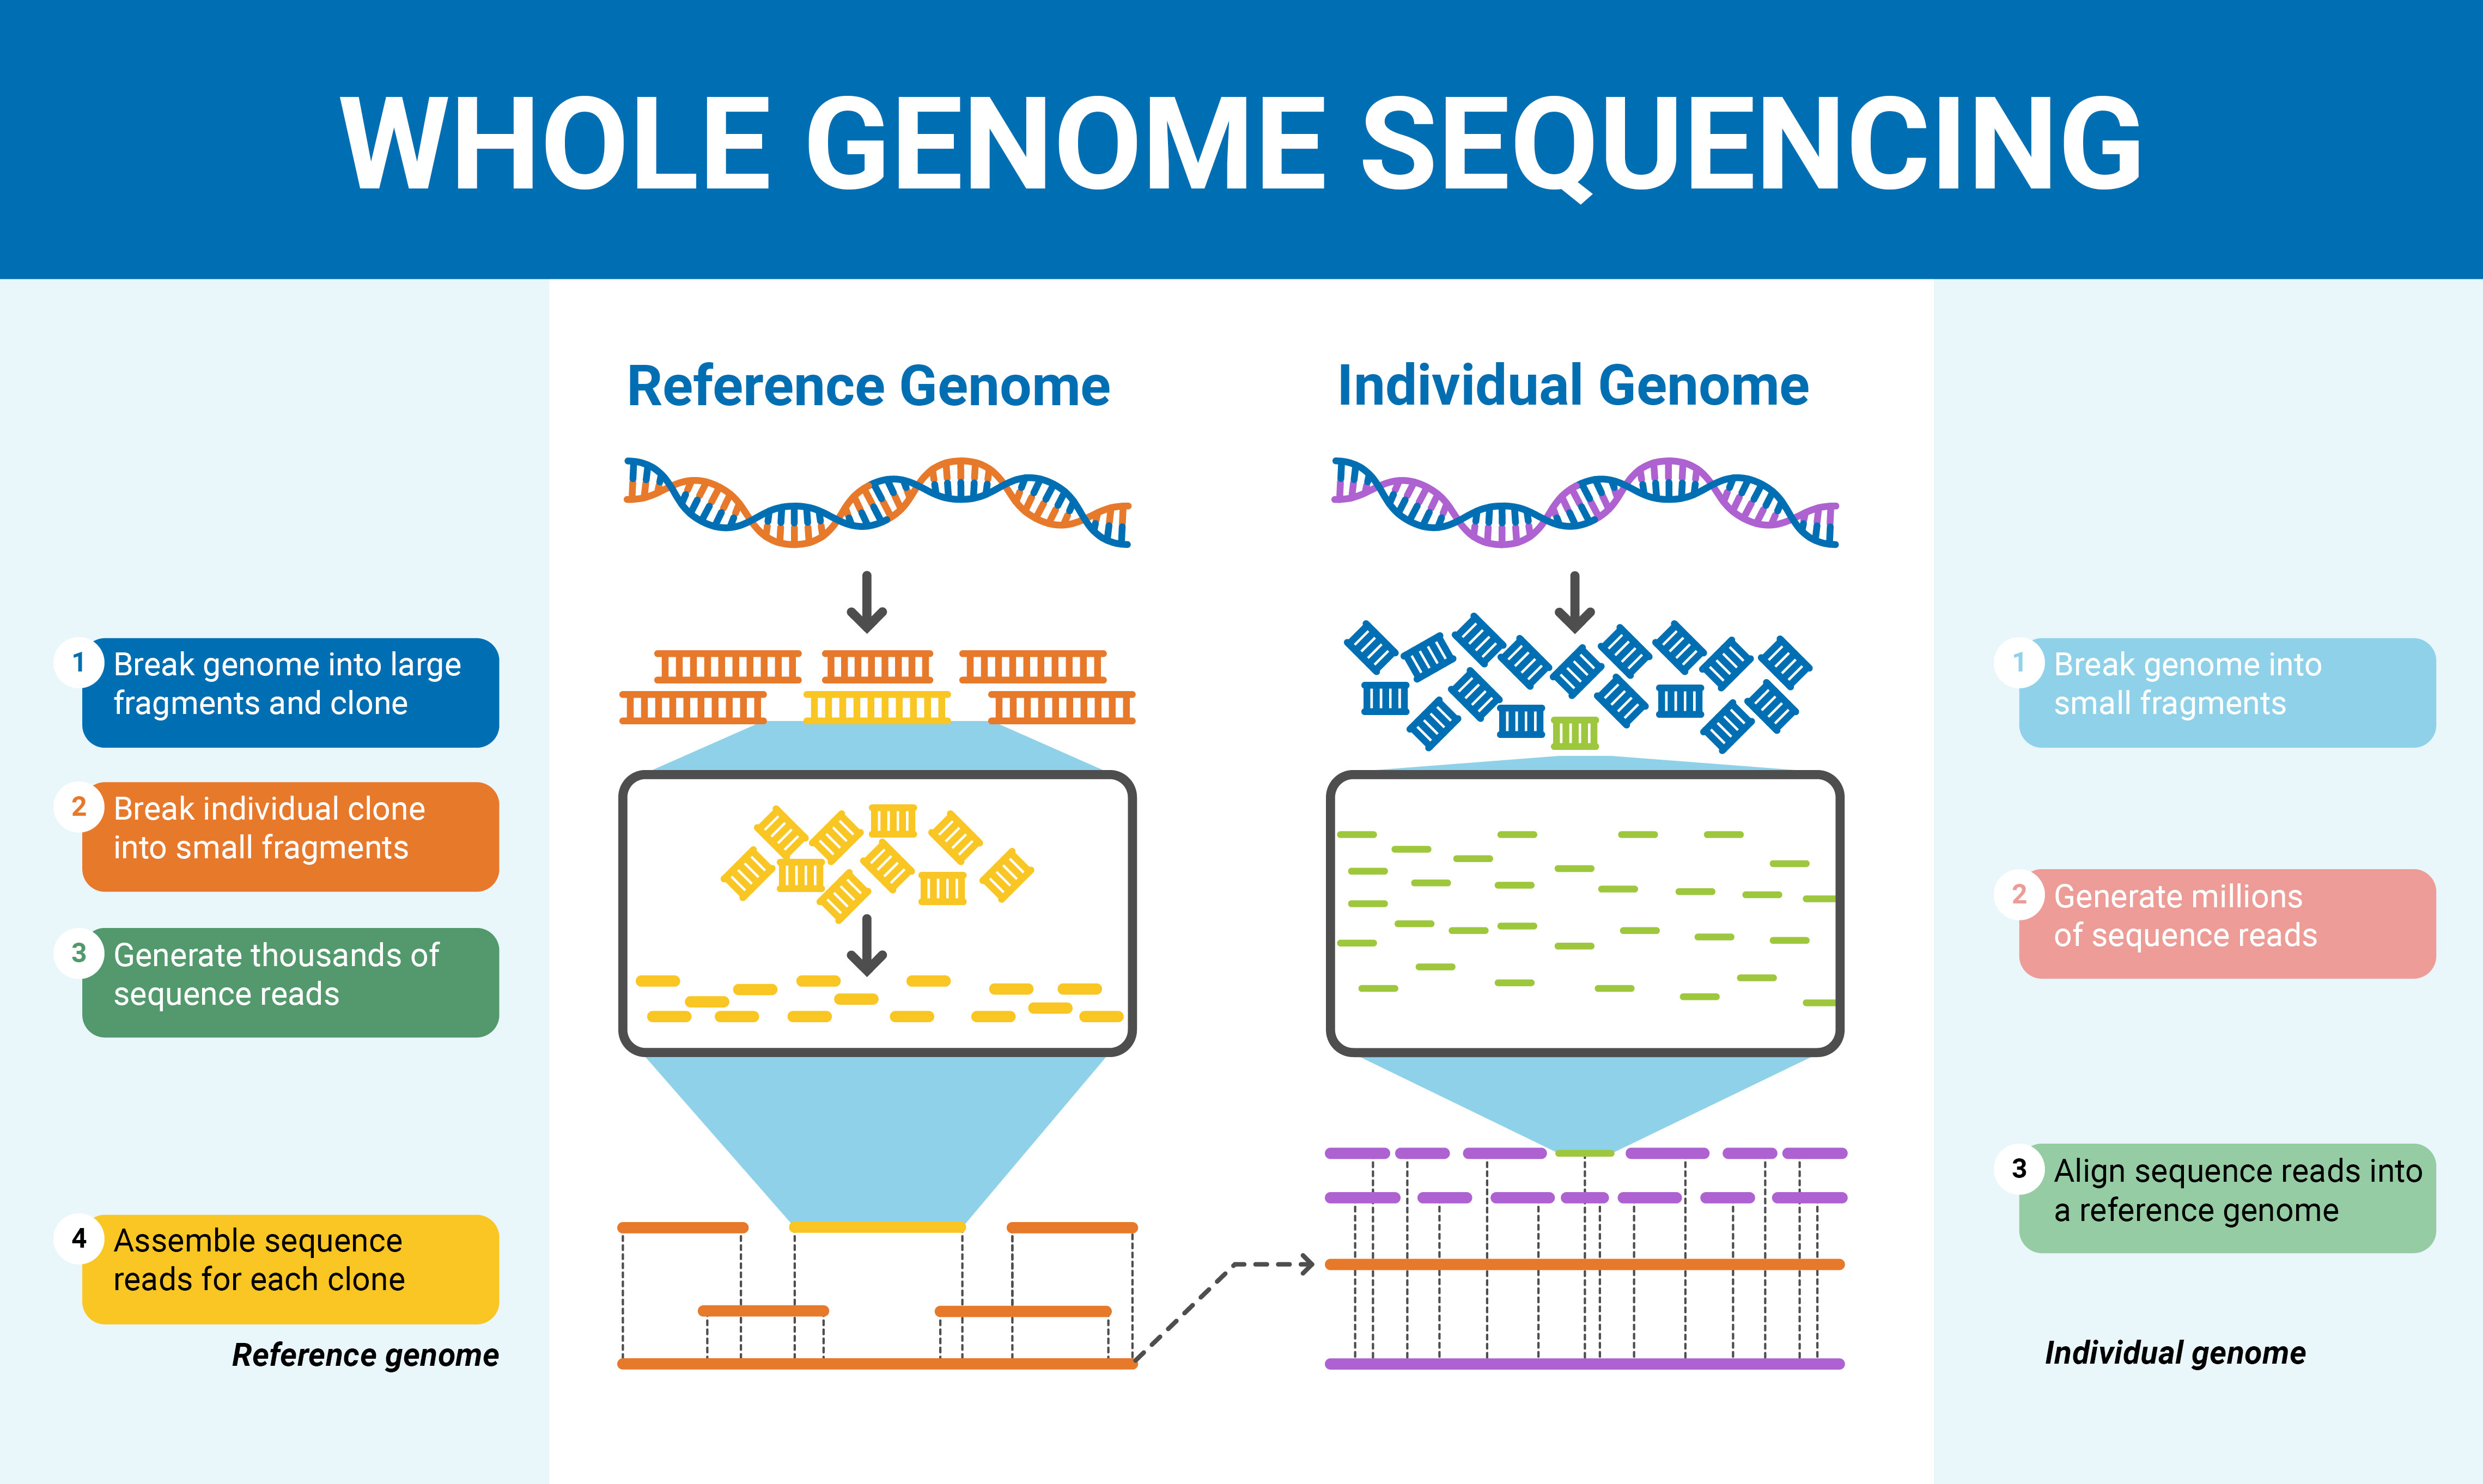 WHOLE GENOME SEQUENCING
Reference Genome
Individual Genome
1
Break genome into large
fragments and clone
2
Break individual clone
into small fragments
3
Generate thousands of
sequence reads
4
Assemble sequence
reads for each clone
Reference genome
1
Break genome into
small fragments
2
Generate millions
of sequence reads
3
Align sequence reads into
a reference genome
Individual genome